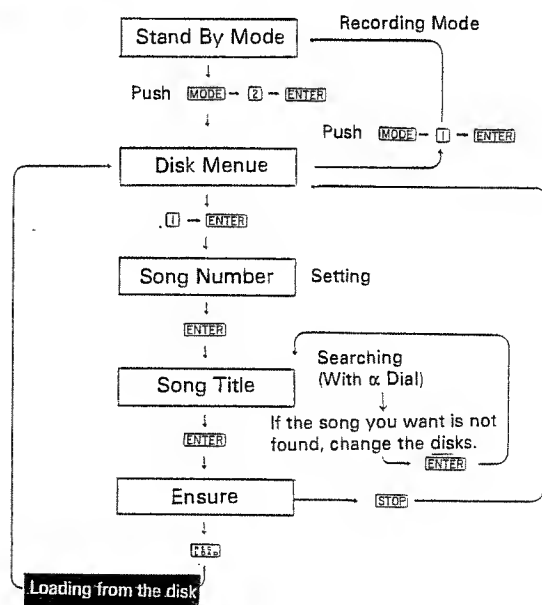 Stand By Mode
Recording Mode
Push MODE → 2 → ENTER
Push MODE → 1 → ENTER
Disk Menue
1 → ENTER
Song Number
Setting
ENTER
Searching
(With α Dial)
Song Title
If the song you want is not
found, change the disks.
ENTER
ENTER
Ensure
STOP
Loading from the disk